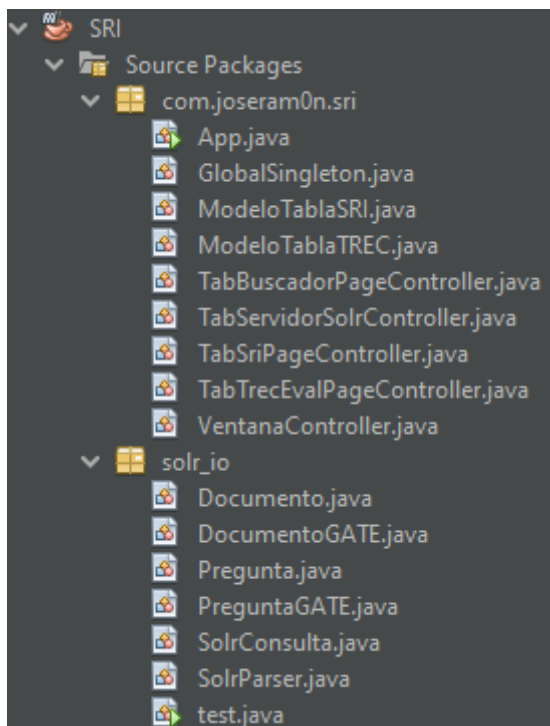 SRI
Source Packages
com.joseram0n.sri
App.java
GlobalSingleton.java
ModeloTablaSRI.java
ModeloTablaTREC.java
TabBuscadorPageController.java
TabServidorSolrController.java
TabSriPageController.java
TabTrecEvalPageController.java
VentanaController.java
solr_io
Documento.java
DocumentoGATE.java
Pregunta.java
PreguntaGATE.java
SolrConsulta.java
SolrParser.java
test.java